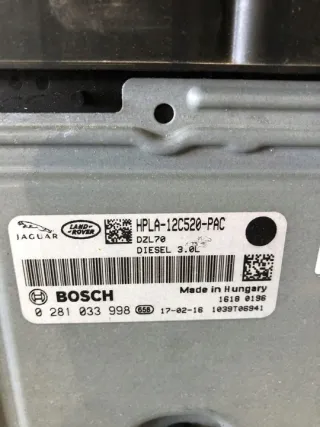 JAGUAR
LAND ROVER
HPLA-12C520-PAC
DZL70
DIESEL 3.0L
Made in Hungary
1618 0196
BOSCH
0 281 033 998 658 17-02-16 1039T06941